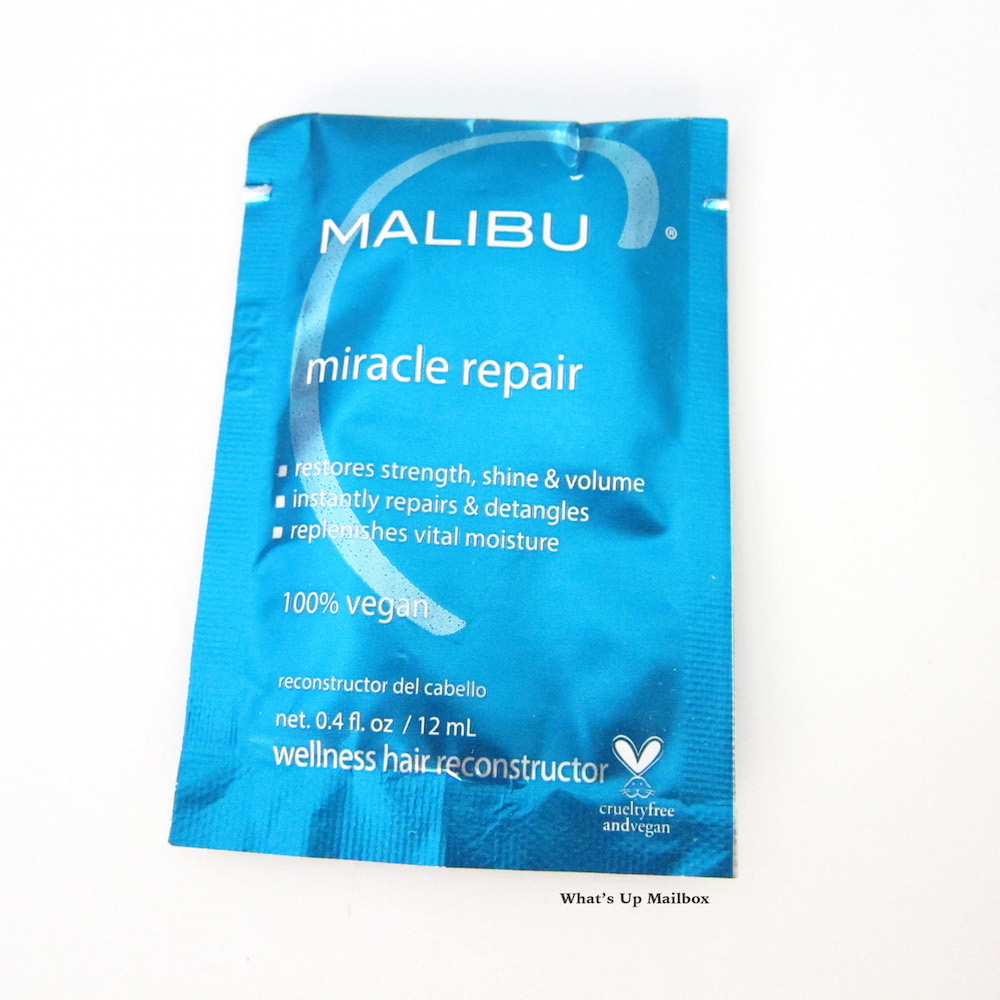 MALIBU ®
miracle repair
▪ restores strength, shine & volume
▪ instantly repairs & detangles
▪ replenishes vital moisture
100% vegan
reconstructor del cabello
net. 0.4 fl. oz / 12 mL
wellness hair reconstructor
crueltyfree
andvegan
What's Up Mailbox